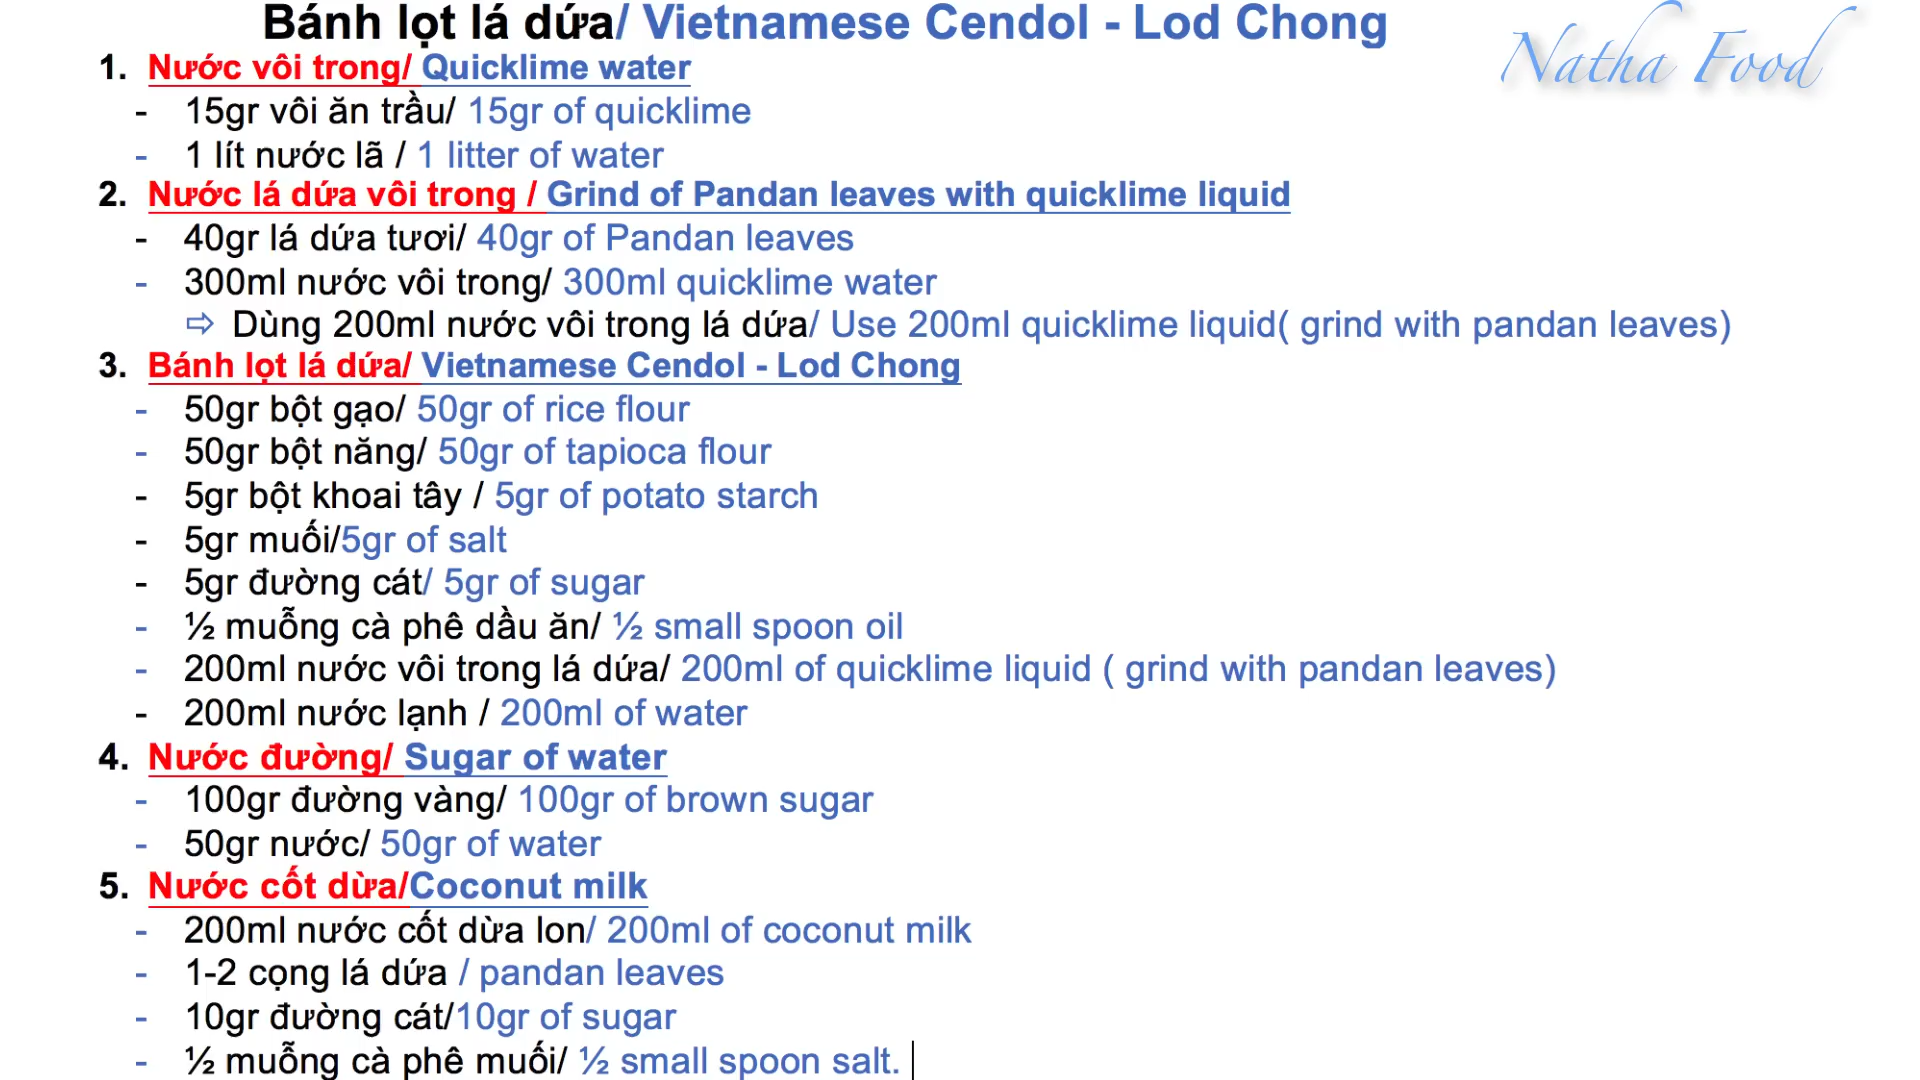 Bánh lọt lá dứa/ Vietnamese Cendol - Lod Chong
Natha Food
1. Nước vôi trong/ Quicklime water
- 15gr vôi ăn trầu/ 15gr of quicklime
- 1 lít nước lã / 1 litter of water
2. Nước lá dứa vôi trong / Grind of Pandan leaves with quicklime liquid
- 40gr lá dứa tươi/ 40gr of Pandan leaves
- 300ml nước vôi trong/ 300ml quicklime water
⇨ Dùng 200ml nước vôi trong lá dứa/ Use 200ml quicklime liquid( grind with pandan leaves)
3. Bánh lọt lá dứa/ Vietnamese Cendol - Lod Chong
- 50gr bột gạo/ 50gr of rice flour
- 50gr bột năng/ 50gr of tapioca flour
- 5gr bột khoai tây / 5gr of potato starch
- 5gr muối/5gr of salt
- 5gr đường cát/ 5gr of sugar
- ½ muỗng cà phê dầu ăn/ ½ small spoon oil
- 200ml nước vôi trong lá dứa/ 200ml of quicklime liquid ( grind with pandan leaves)
- 200ml nước lạnh / 200ml of water
4. Nước đường/ Sugar of water
- 100gr đường vàng/ 100gr of brown sugar
- 50gr nước/ 50gr of water
5. Nước cốt dừa/Coconut milk
- 200ml nước cốt dừa lon/ 200ml of coconut milk
- 1-2 cọng lá dứa / pandan leaves
- 10gr đường cát/10gr of sugar
- ½ muỗng cà phê muối/ ½ small spoon salt.